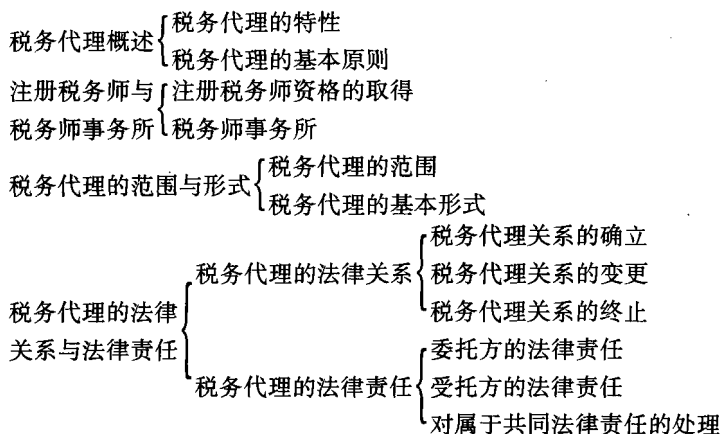 税务代理概述
税务代理的特性
税务代理的基本原则
注册税务师与
税务师事务所
注册税务师资格的取得
税务师事务所
税务代理的范围与形式
税务代理的范围
税务代理的基本形式
税务代理的法律
关系与法律责任
税务代理的法律关系
税务代理关系的确立
税务代理关系的变更
税务代理关系的终止
税务代理的法律责任
委托方的法律责任
受托方的法律责任
对属于共同法律责任的处理